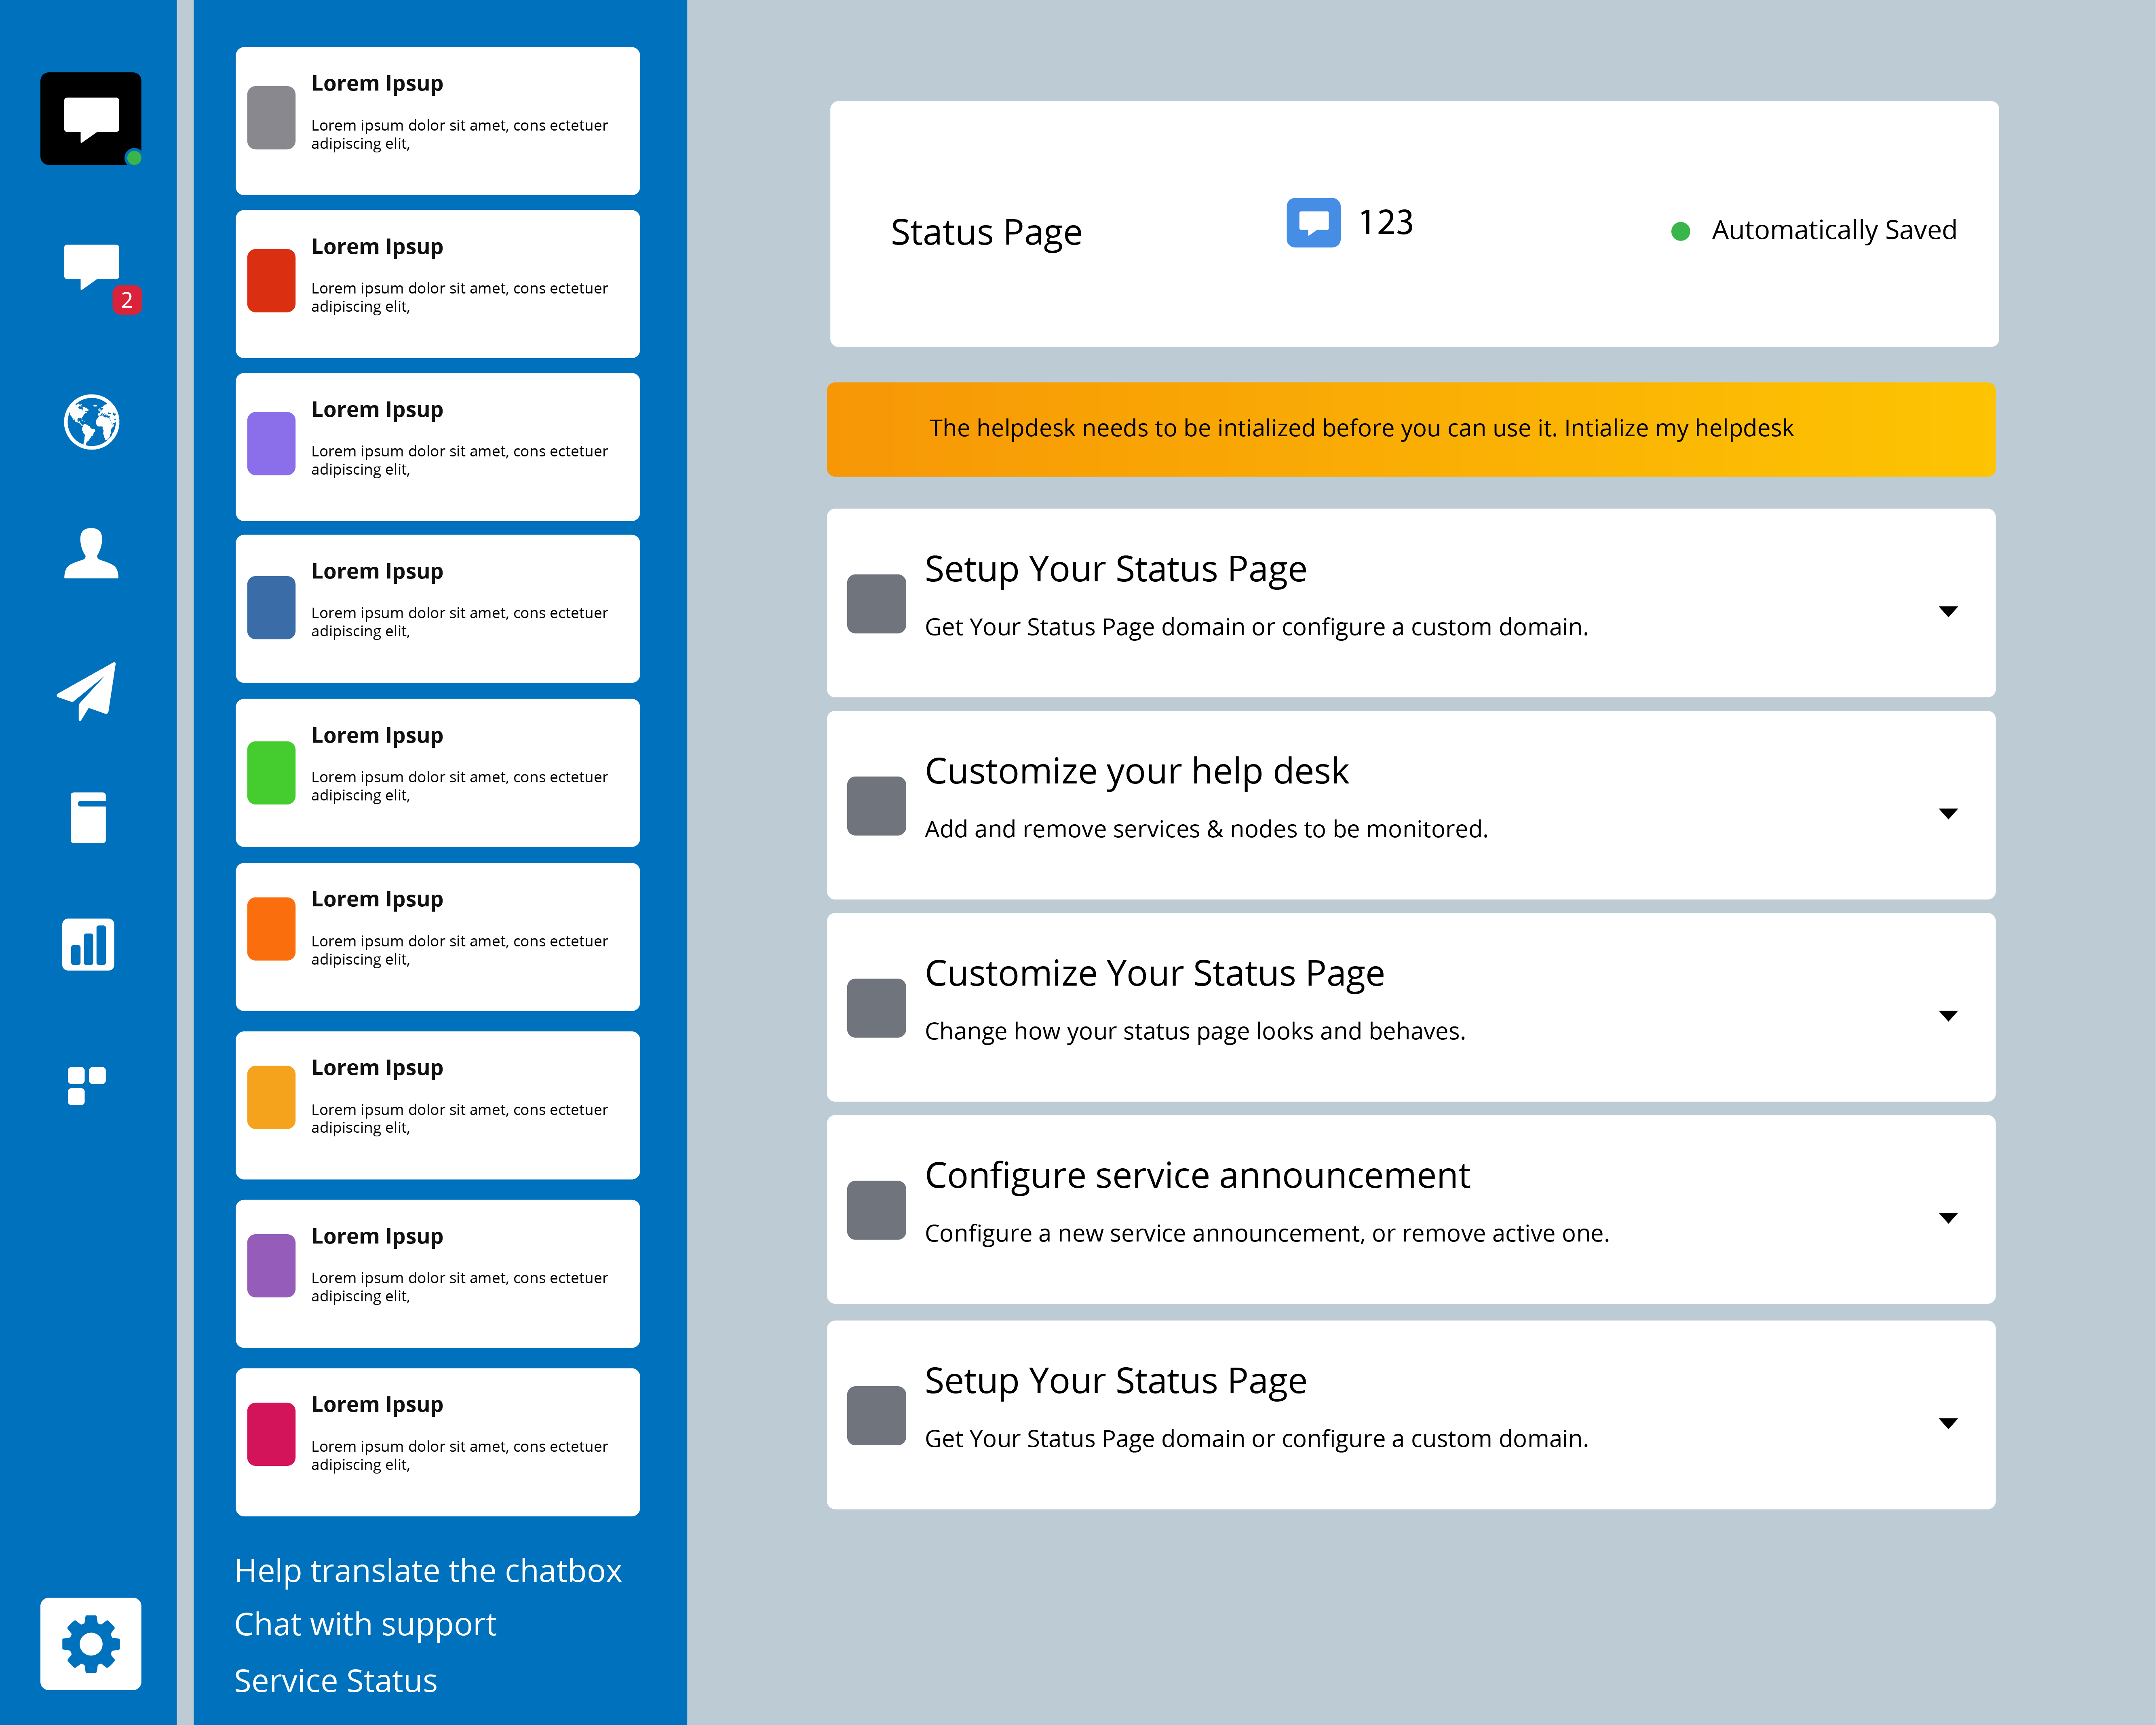 2
Lorem Ipsup
Lorem ipsum dolor sit amet, cons ectetuer
adipiscing elit,
Lorem Ipsup
Lorem ipsum dolor sit amet, cons ectetuer
adipiscing elit,
Lorem Ipsup
Lorem ipsum dolor sit amet, cons ectetuer
adipiscing elit,
Lorem Ipsup
Lorem ipsum dolor sit amet, cons ectetuer
adipiscing elit,
Lorem Ipsup
Lorem ipsum dolor sit amet, cons ectetuer
adipiscing elit,
Lorem Ipsup
Lorem ipsum dolor sit amet, cons ectetuer
adipiscing elit,
Lorem Ipsup
Lorem ipsum dolor sit amet, cons ectetuer
adipiscing elit,
Lorem Ipsup
Lorem ipsum dolor sit amet, cons ectetuer
adipiscing elit,
Lorem Ipsup
Lorem ipsum dolor sit amet, cons ectetuer
adipiscing elit,
Help translate the chatbox
Chat with support
Service Status
Status Page
123
Automatically Saved
The helpdesk needs to be intialized before you can use it. Intialize my helpdesk
Setup Your Status Page
Get Your Status Page domain or configure a custom domain.
Customize your help desk
Add and remove services & nodes to be monitored.
Customize Your Status Page
Change how your status page looks and behaves.
Configure service announcement
Configure a new service announcement, or remove active one.
Setup Your Status Page
Get Your Status Page domain or configure a custom domain.